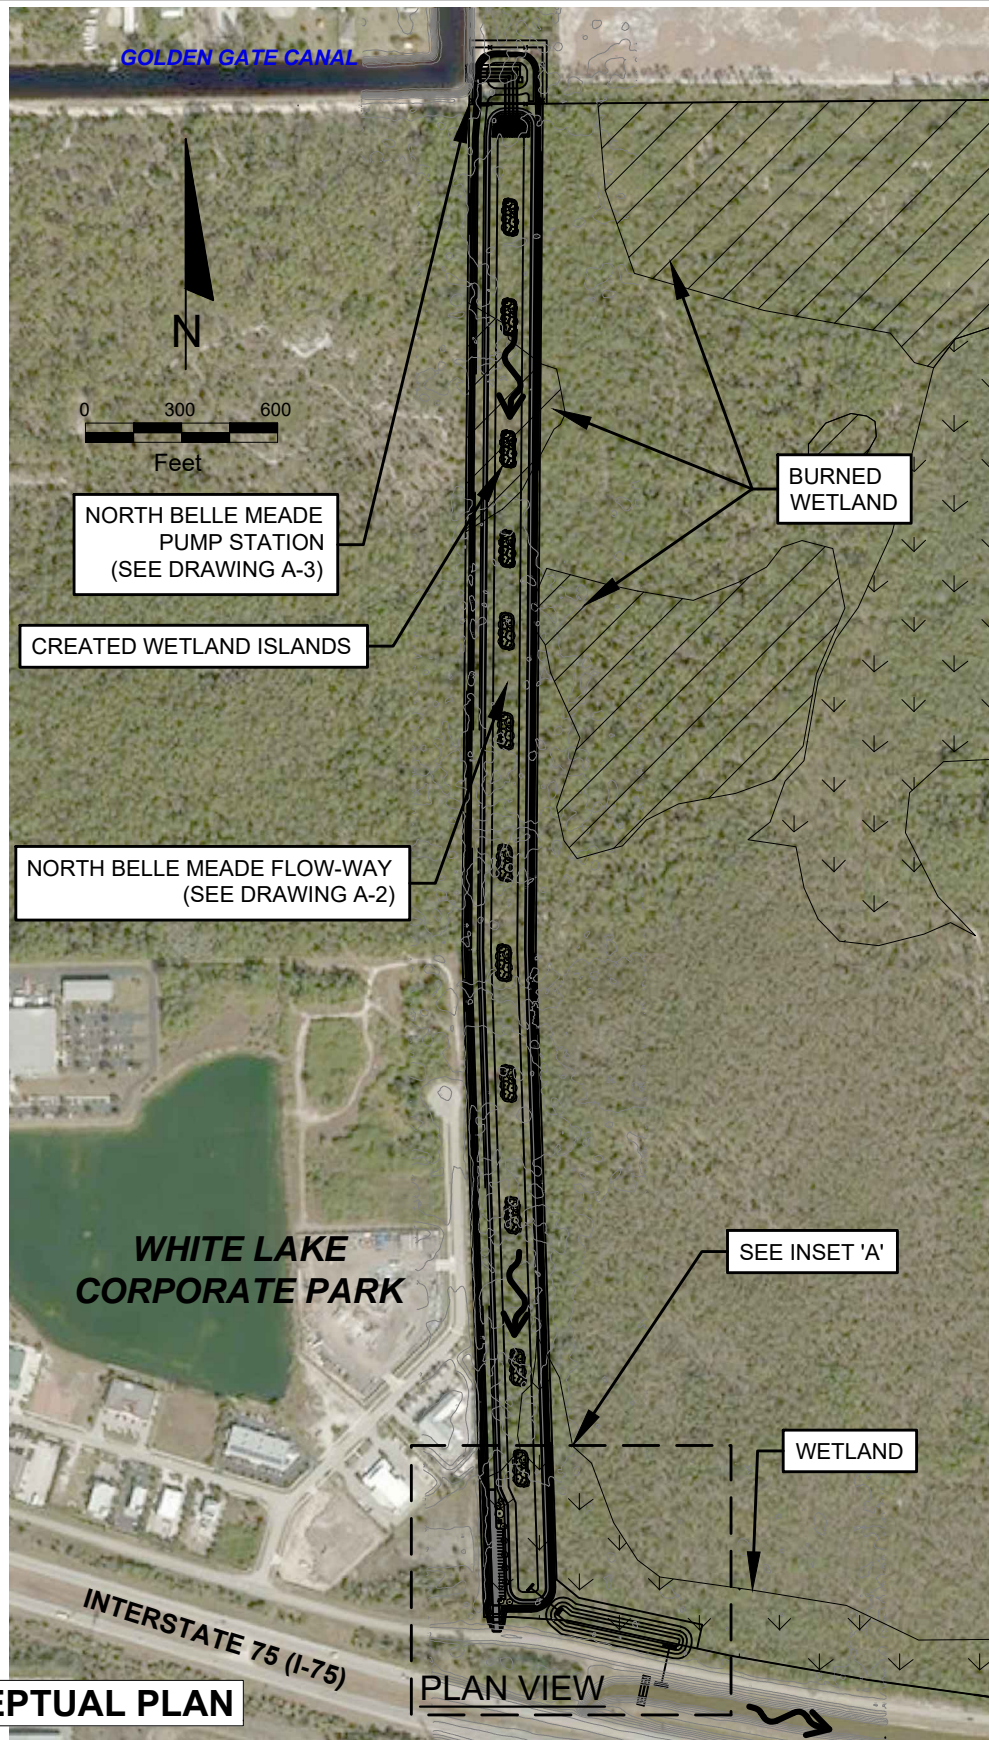 GOLDEN GATE CANAL
N
0 300 600
Feet
BURNED
WETLAND
NORTH BELLE MEADE
PUMP STATION
(SEE DRAWING A-3)
CREATED WETLAND ISLANDS
NORTH BELLE MEADE FLOW-WAY
(SEE DRAWING A-2)
WHITE LAKE
CORPORATE PARK
SEE INSET 'A'
WETLAND
INTERSTATE 75 (I-75)
PLAN VIEW
EPTUAL PLAN